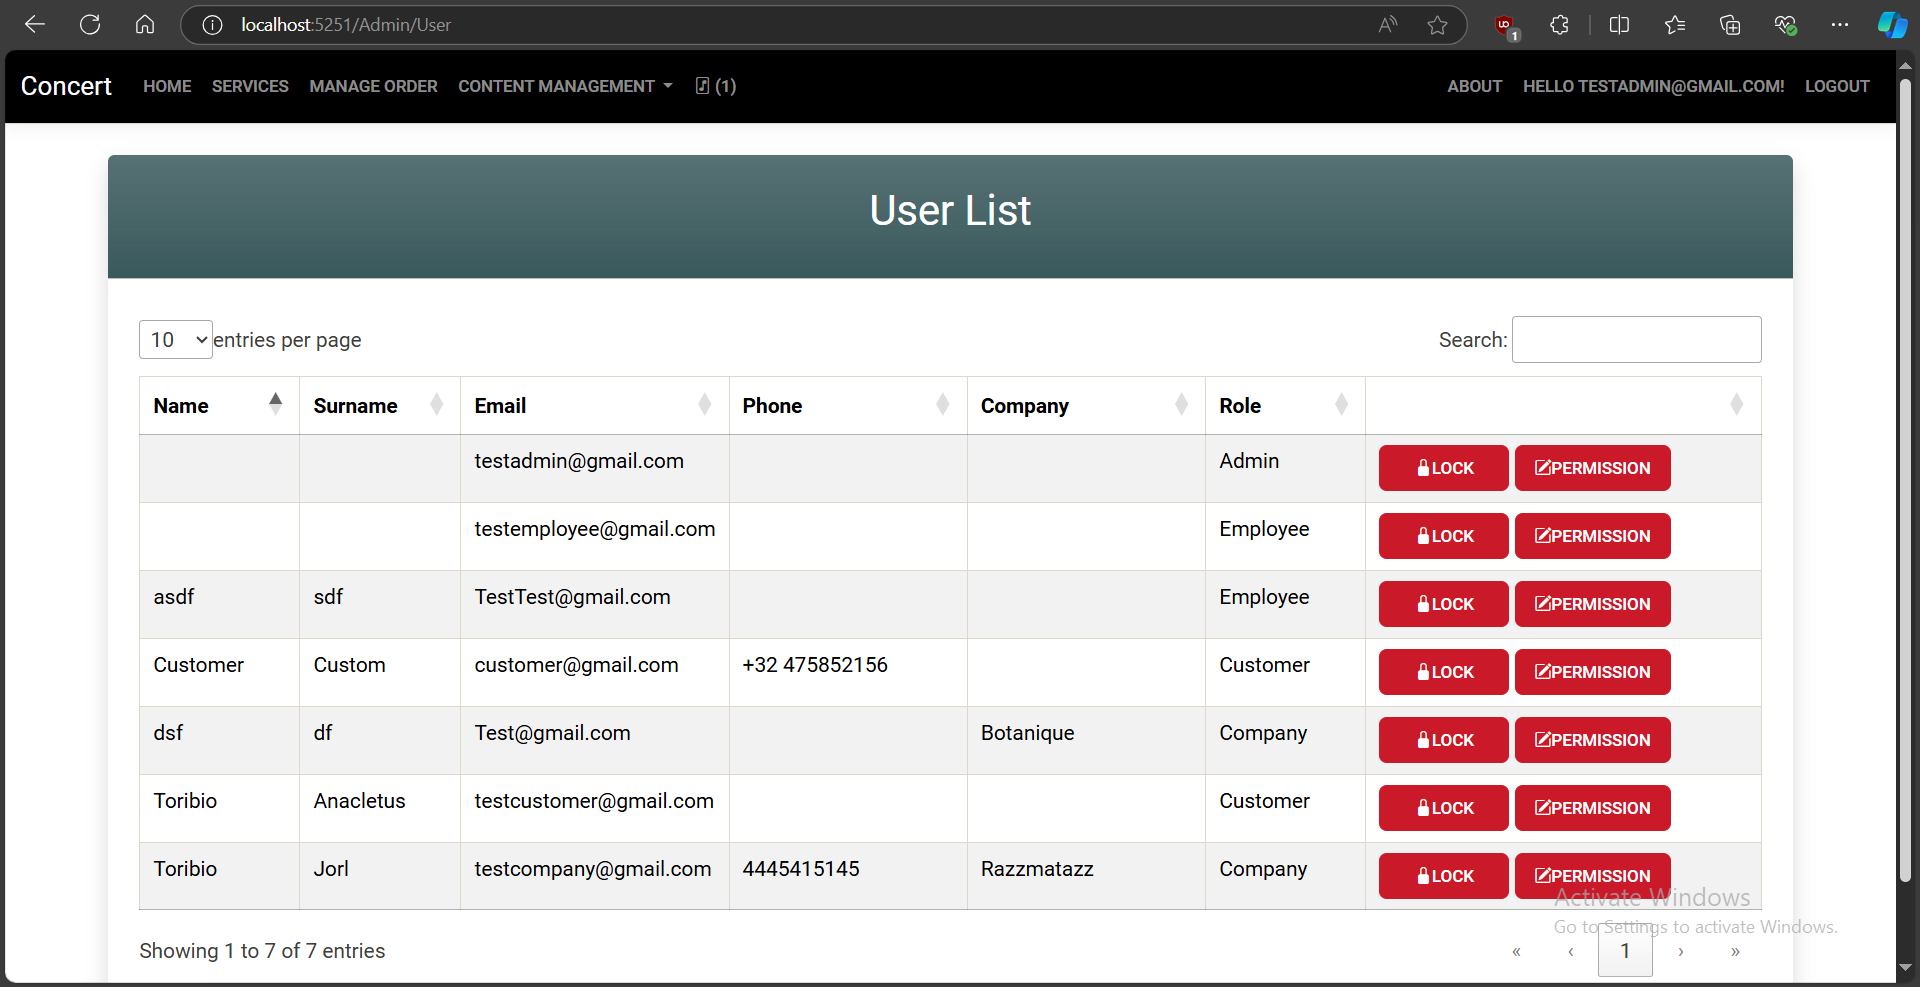 localhost:5251/Admin/User
1
Concert HOME SERVICES MANAGE ORDER CONTENT MANAGEMENT (1) ABOUT HELLO TESTADMIN@GMAIL.COM! LOGOUT
User List
10 entries per page Search:
Name Surname Email Phone Company Role
testadmin@gmail.com Admin LOCK PERMISSION
testemployee@gmail.com Employee LOCK PERMISSION
asdf sdf TestTest@gmail.com Employee LOCK PERMISSION
Customer Custom customer@gmail.com +32 475852156 Customer LOCK PERMISSION
dsf df Test@gmail.com Botanique Company LOCK PERMISSION
Toribio Anacletus testcustomer@gmail.com Customer LOCK PERMISSION
Toribio Jorl testcompany@gmail.com 4445415145 Razzmatazz Company LOCK PERMISSION
Activate Windows
Go to Settings to activate Windows.
Showing 1 to 7 of 7 entries « ‹ 1 › »